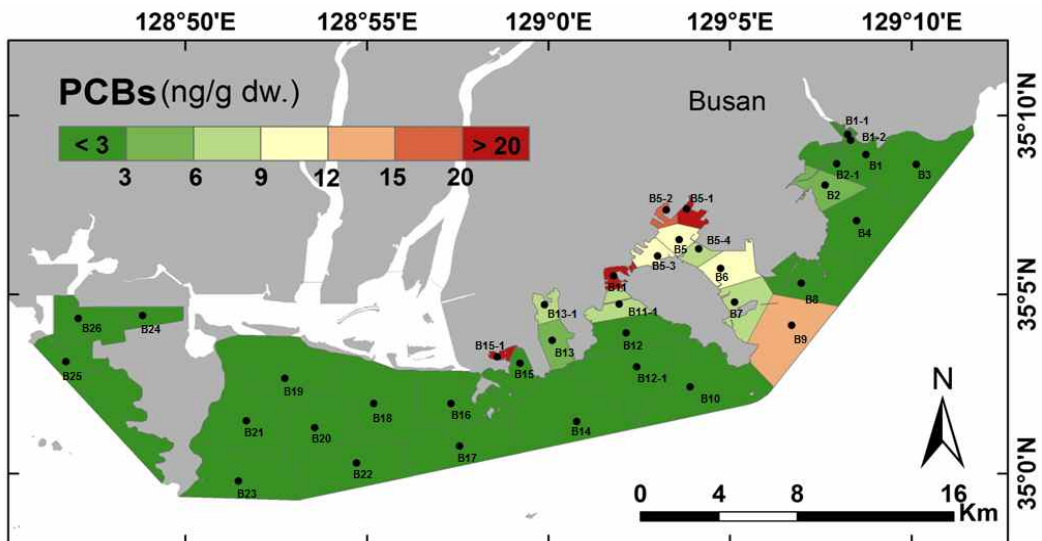 128°50'E 128°55'E 129°0'E 129°5'E 129°10'E
PCBs (ng/g dw.)
Busan
< 3 > 20
3 6 9 12 15 20
35°10'N
35°5'N
35°0'N
B1-1
B1-2
B1
B2-1
B3
B2
B4
B5-2 B5-1
B5 B5-4
B5-3
B6
B11
B8
B7
B11-1
B13-1
B9
B26 B24
B12
B13
B15-1
B15
B25
B12-1
B19
B10
B18 B16
B21
B20
B14
B17
B22
B23
N
0 4 8 16
Km